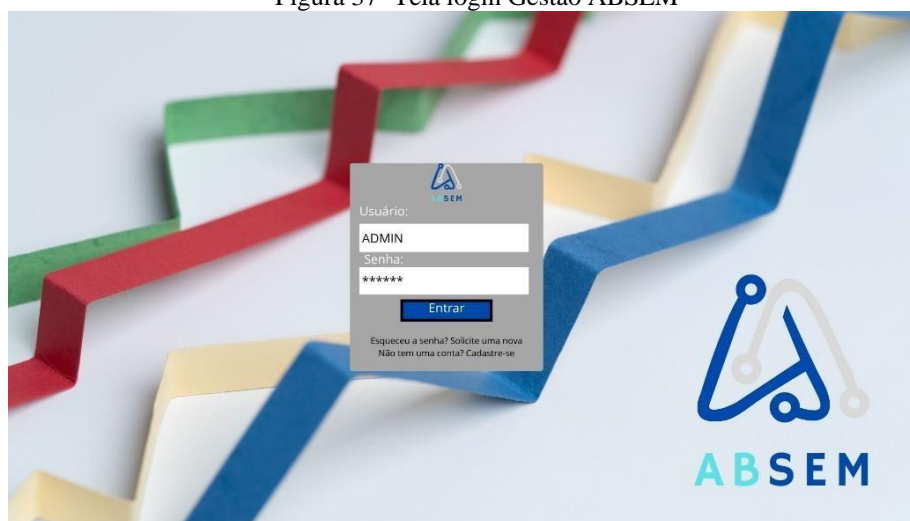 Figura 37- Tela login Gestão ABSEM
ABSEM
Usuário:
ADMIN
Senha:
******
Entrar
Esqueceu a senha? Solicite uma nova
Não tem uma conta? Cadastre-se
ABSEM